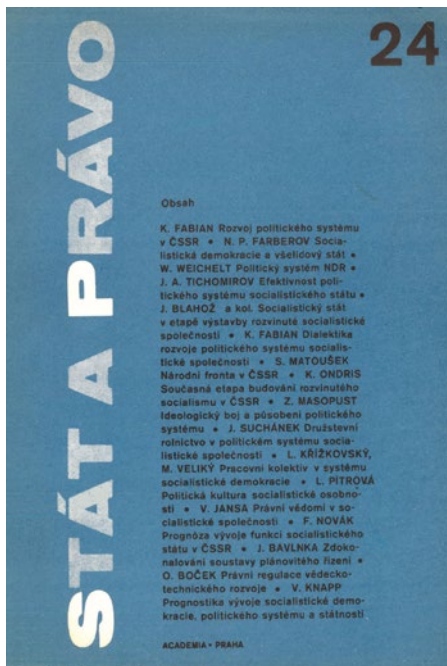 24
STÁT A PRÁVO
Obsah
K. FABIAN Rozvoj politického systému
v ČSSR • N. P. FARBEROV Socia-
listická demokracie a všelidový stát •
W. WEICHELT Politický systém NDR •
J. A. TICHOMIROV Efektivnost poli-
tického systému socialistického státu •
J. BLAHOŽ a kol. Socialistický stát
v etapě výstavby rozvinuté socialistické
společnosti • K. FABIAN Dialektika
rozvoje politického systému socialis-
tické společnosti • S. MATOUŠEK
Národní fronta v ČSSR • K. ONDRIS
Současná etapa budování rozvinutého
socialismu v ČSSR • Z. MASOPUST
Ideologický boj a působení politického
systému • J. SUCHÁNEK Družstevní
rolnictvo v politickém systému socia-
listické společnosti • L. KŘÍŽKOVSKÝ,
M. VELIKÝ Pracovní kolektiv v systému
socialistické demokracie • L. PÍTROVÁ
Politická kultura socialistické osobno-
sti • V. JANSA Právní vědomí v so-
cialistické společnosti • F. NOVÁK
Prognóza vývoje funkcí socialistického
státu v ČSSR • J. BAVLNKA Zdoko-
nalování soustavy plánovitého řízení •
O. BOČEK Právní regulace vědecko-
technického rozvoje • V. KNAPP
Prognostika vývoje socialistické demo-
kracie, politického systému a státnosti
ACADEMIA • PRAHA